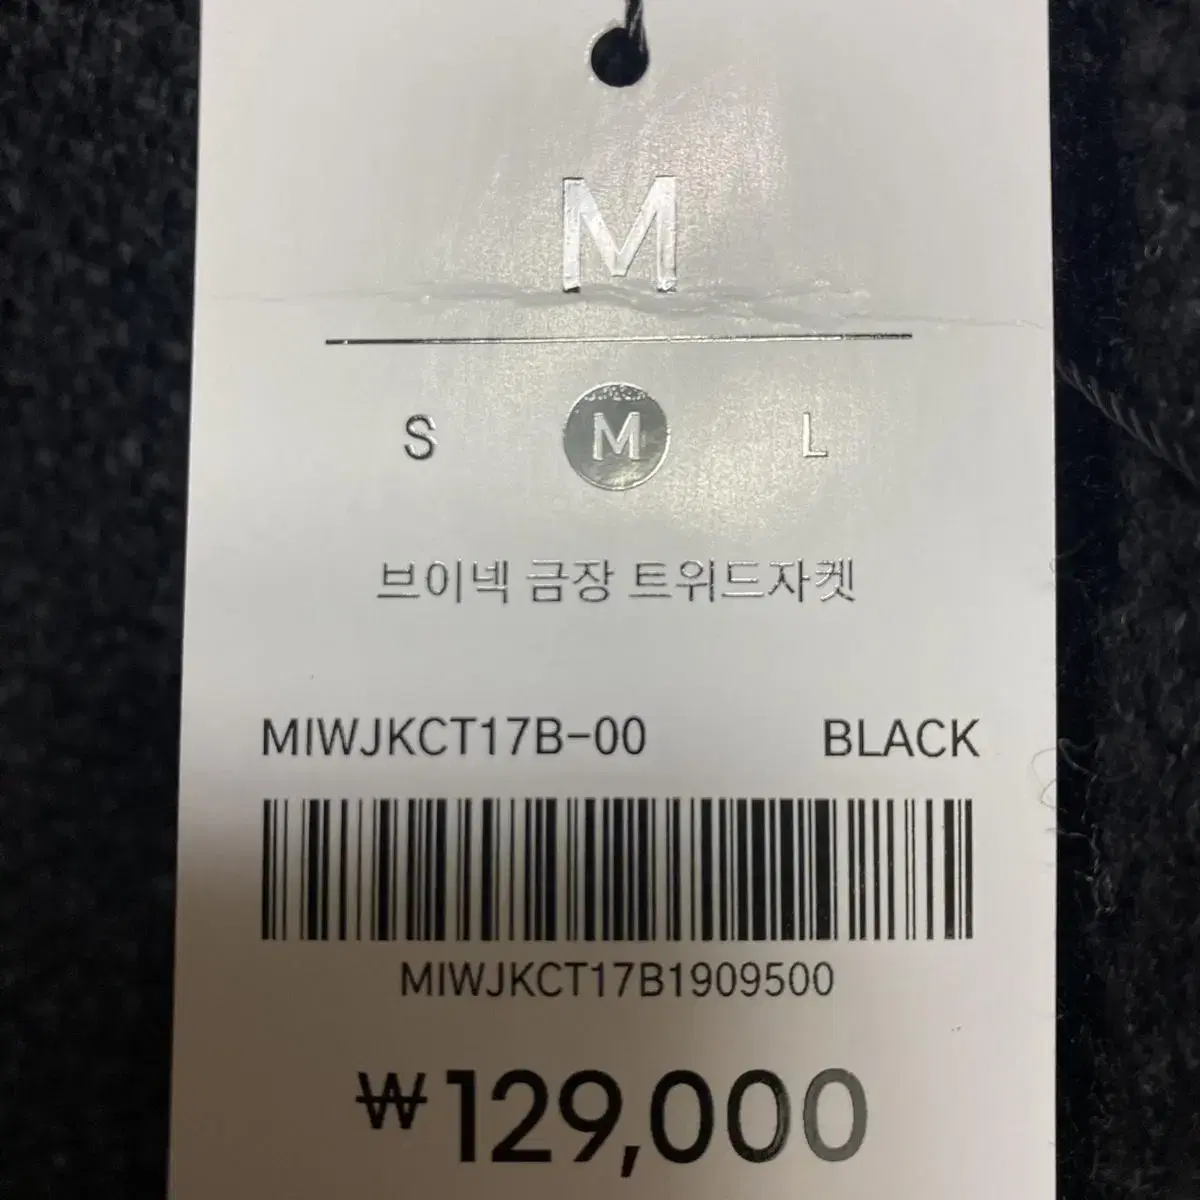 M
S M L
브이넥 금장 트위드자켓
MIWJKCT17B-00 BLACK
MIWJKCT17B1909500
₩129,000